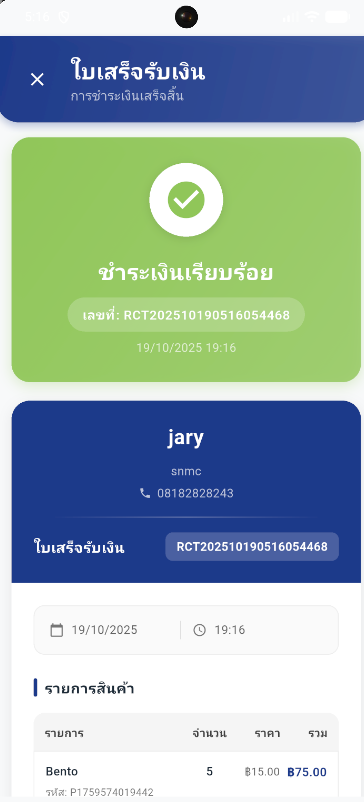 5:16
ใบเสร็จรับเงิน
การชำระเงินเสร็จสิ้น
ชำระเงินเรียบร้อย
เลขที่: RCT202510190516054468
19/10/2025 19:16
jary
snmc
08182828243
ใบเสร็จรับเงิน RCT202510190516054468
19/10/2025 19:16
รายการสินค้า
รายการ จำนวน ราคา รวม
Bento 5 ฿15.00 ฿75.00
รหัส: P1759574019442